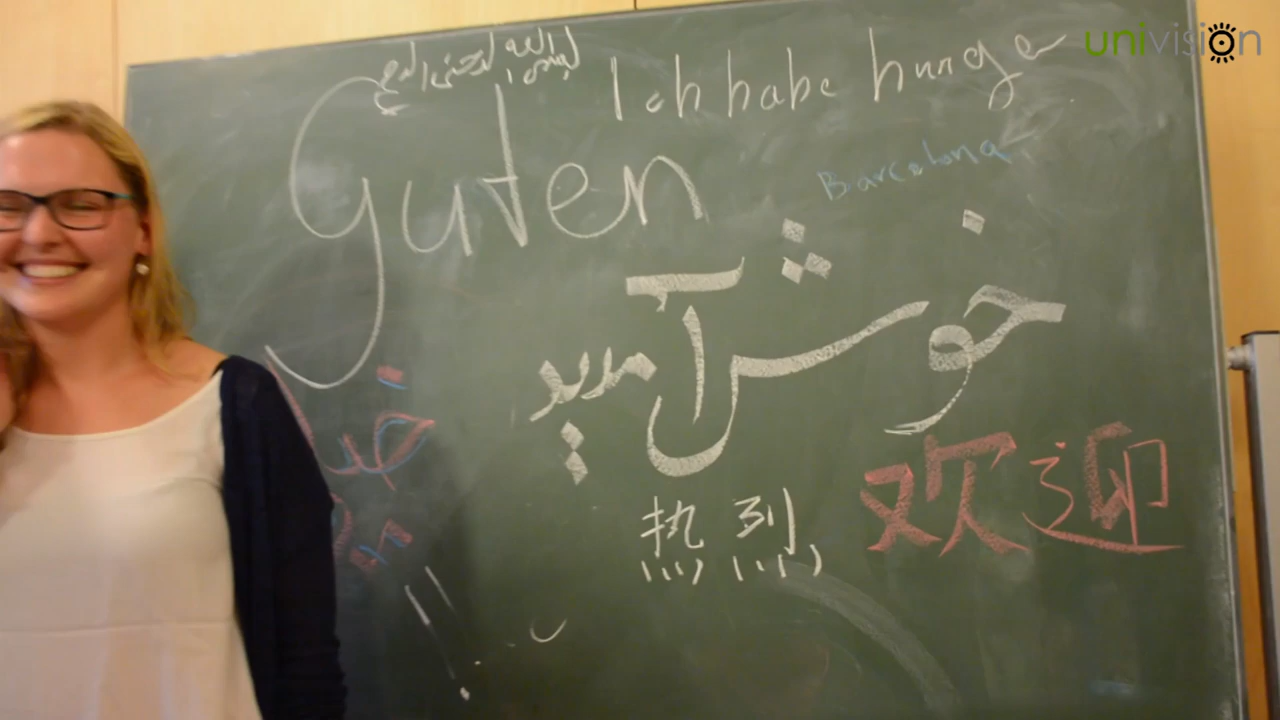 univision
بسم الله الرحمن الرحيم
Ich habe hunger
Guten
Barcelona
خوش آمدید
热烈
欢迎
!!